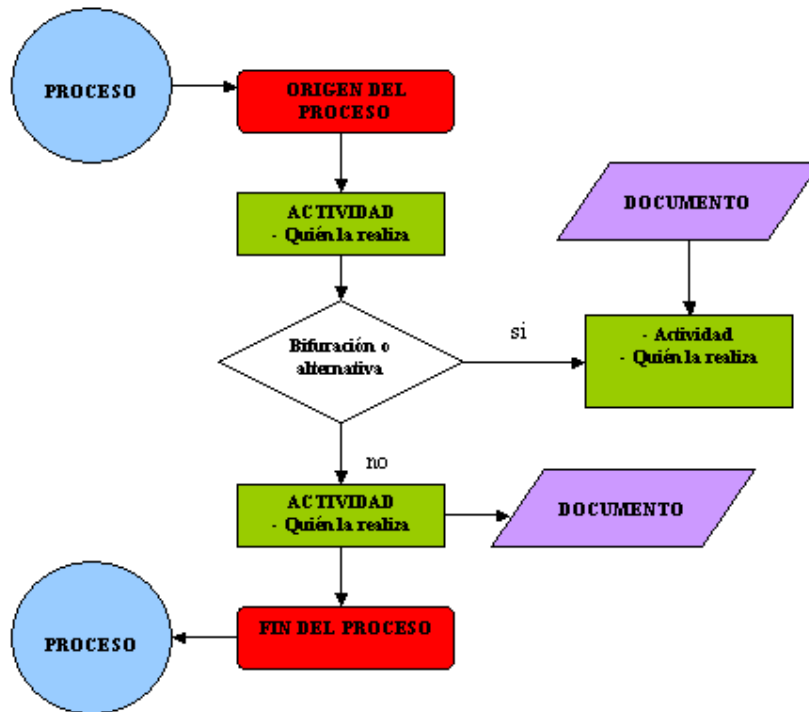 PROCESO
ORIGEN DEL
PROCESO
ACTIVIDAD
- Quién la realiza
DOCUMENTO
Bifuración o
alternativa
si
- Actividad
- Quién la realiza
no
ACTIVIDAD
- Quién la realiza
DOCUMENTO
FIN DEL PROCESO
PROCESO